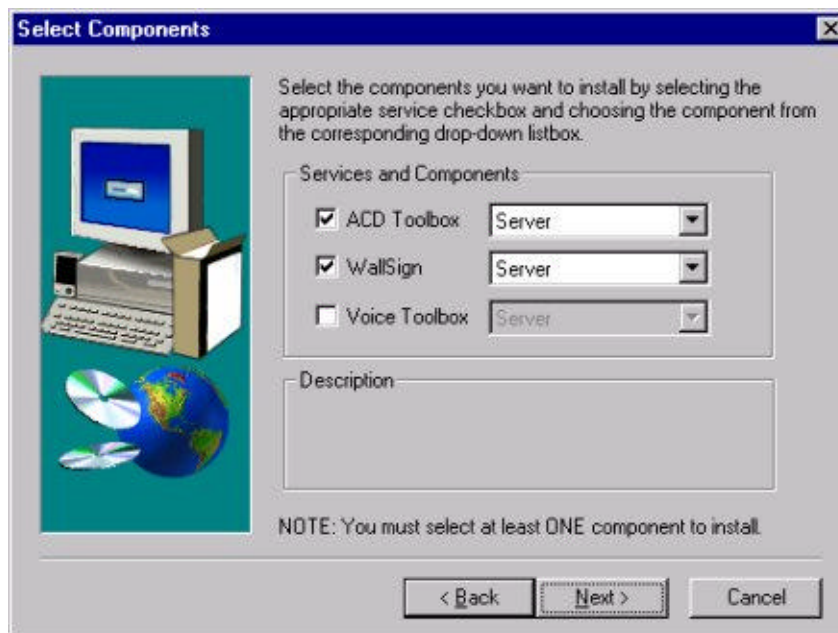 Select Components
Select the components you want to install by selecting the
appropriate service checkbox and choosing the component from
the corresponding drop-down listbox.
Services and Components
ACD Toolbox Server
WallSign Server
Voice Toolbox Server
Description
NOTE: You must select at least ONE component to install.
< Back Next > Cancel